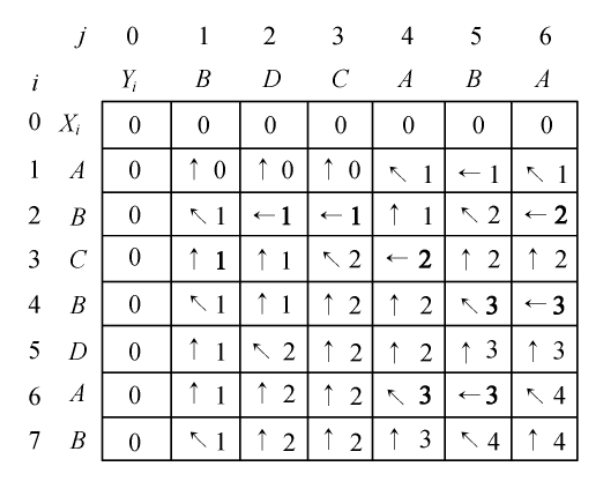 j 0 1 2 3 4 5 6
i Yi B D C A B A
0 Xi 0 0 0 0 0 0 0
1 A 0 ↑ 0 ↑ 0 ↑ 0 ↖ 1 ← 1 ↖ 1
2 B 0 ↖ 1 ← 1 ← 1 ↑ 1 ↖ 2 ← 2
3 C 0 ↑ 1 ↑ 1 ↖ 2 ← 2 ↑ 2 ↑ 2
4 B 0 ↖ 1 ↑ 1 ↑ 2 ↑ 2 ↖ 3 ← 3
5 D 0 ↑ 1 ↖ 2 ↑ 2 ↑ 2 ↑ 3 ↑ 3
6 A 0 ↑ 1 ↑ 2 ↑ 2 ↖ 3 ← 3 ↖ 4
7 B 0 ↖ 1 ↑ 2 ↑ 2 ↑ 3 ↖ 4 ↑ 4